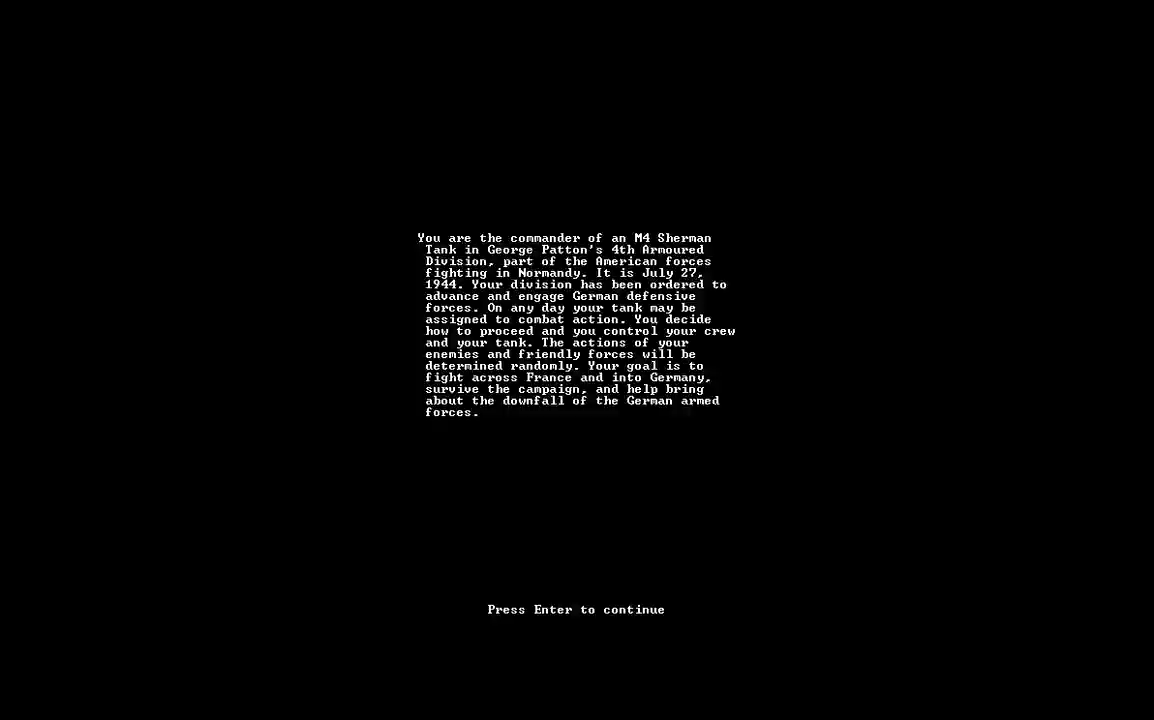 You are the commander of an M4 Sherman
Tank in George Patton's 4th Armoured
Division, part of the American forces
fighting in Normandy. It is July 27,
1944. Your division has been ordered to
advance and engage German defensive
forces. On any day your tank may be
assigned to combat action. You decide
how to proceed and you control your crew
and your tank. The actions of your
enemies and friendly forces will be
determined randomly. Your goal is to
fight across France and into Germany,
survive the campaign, and help bring
about the downfall of the German armed
forces.
Press Enter to continue